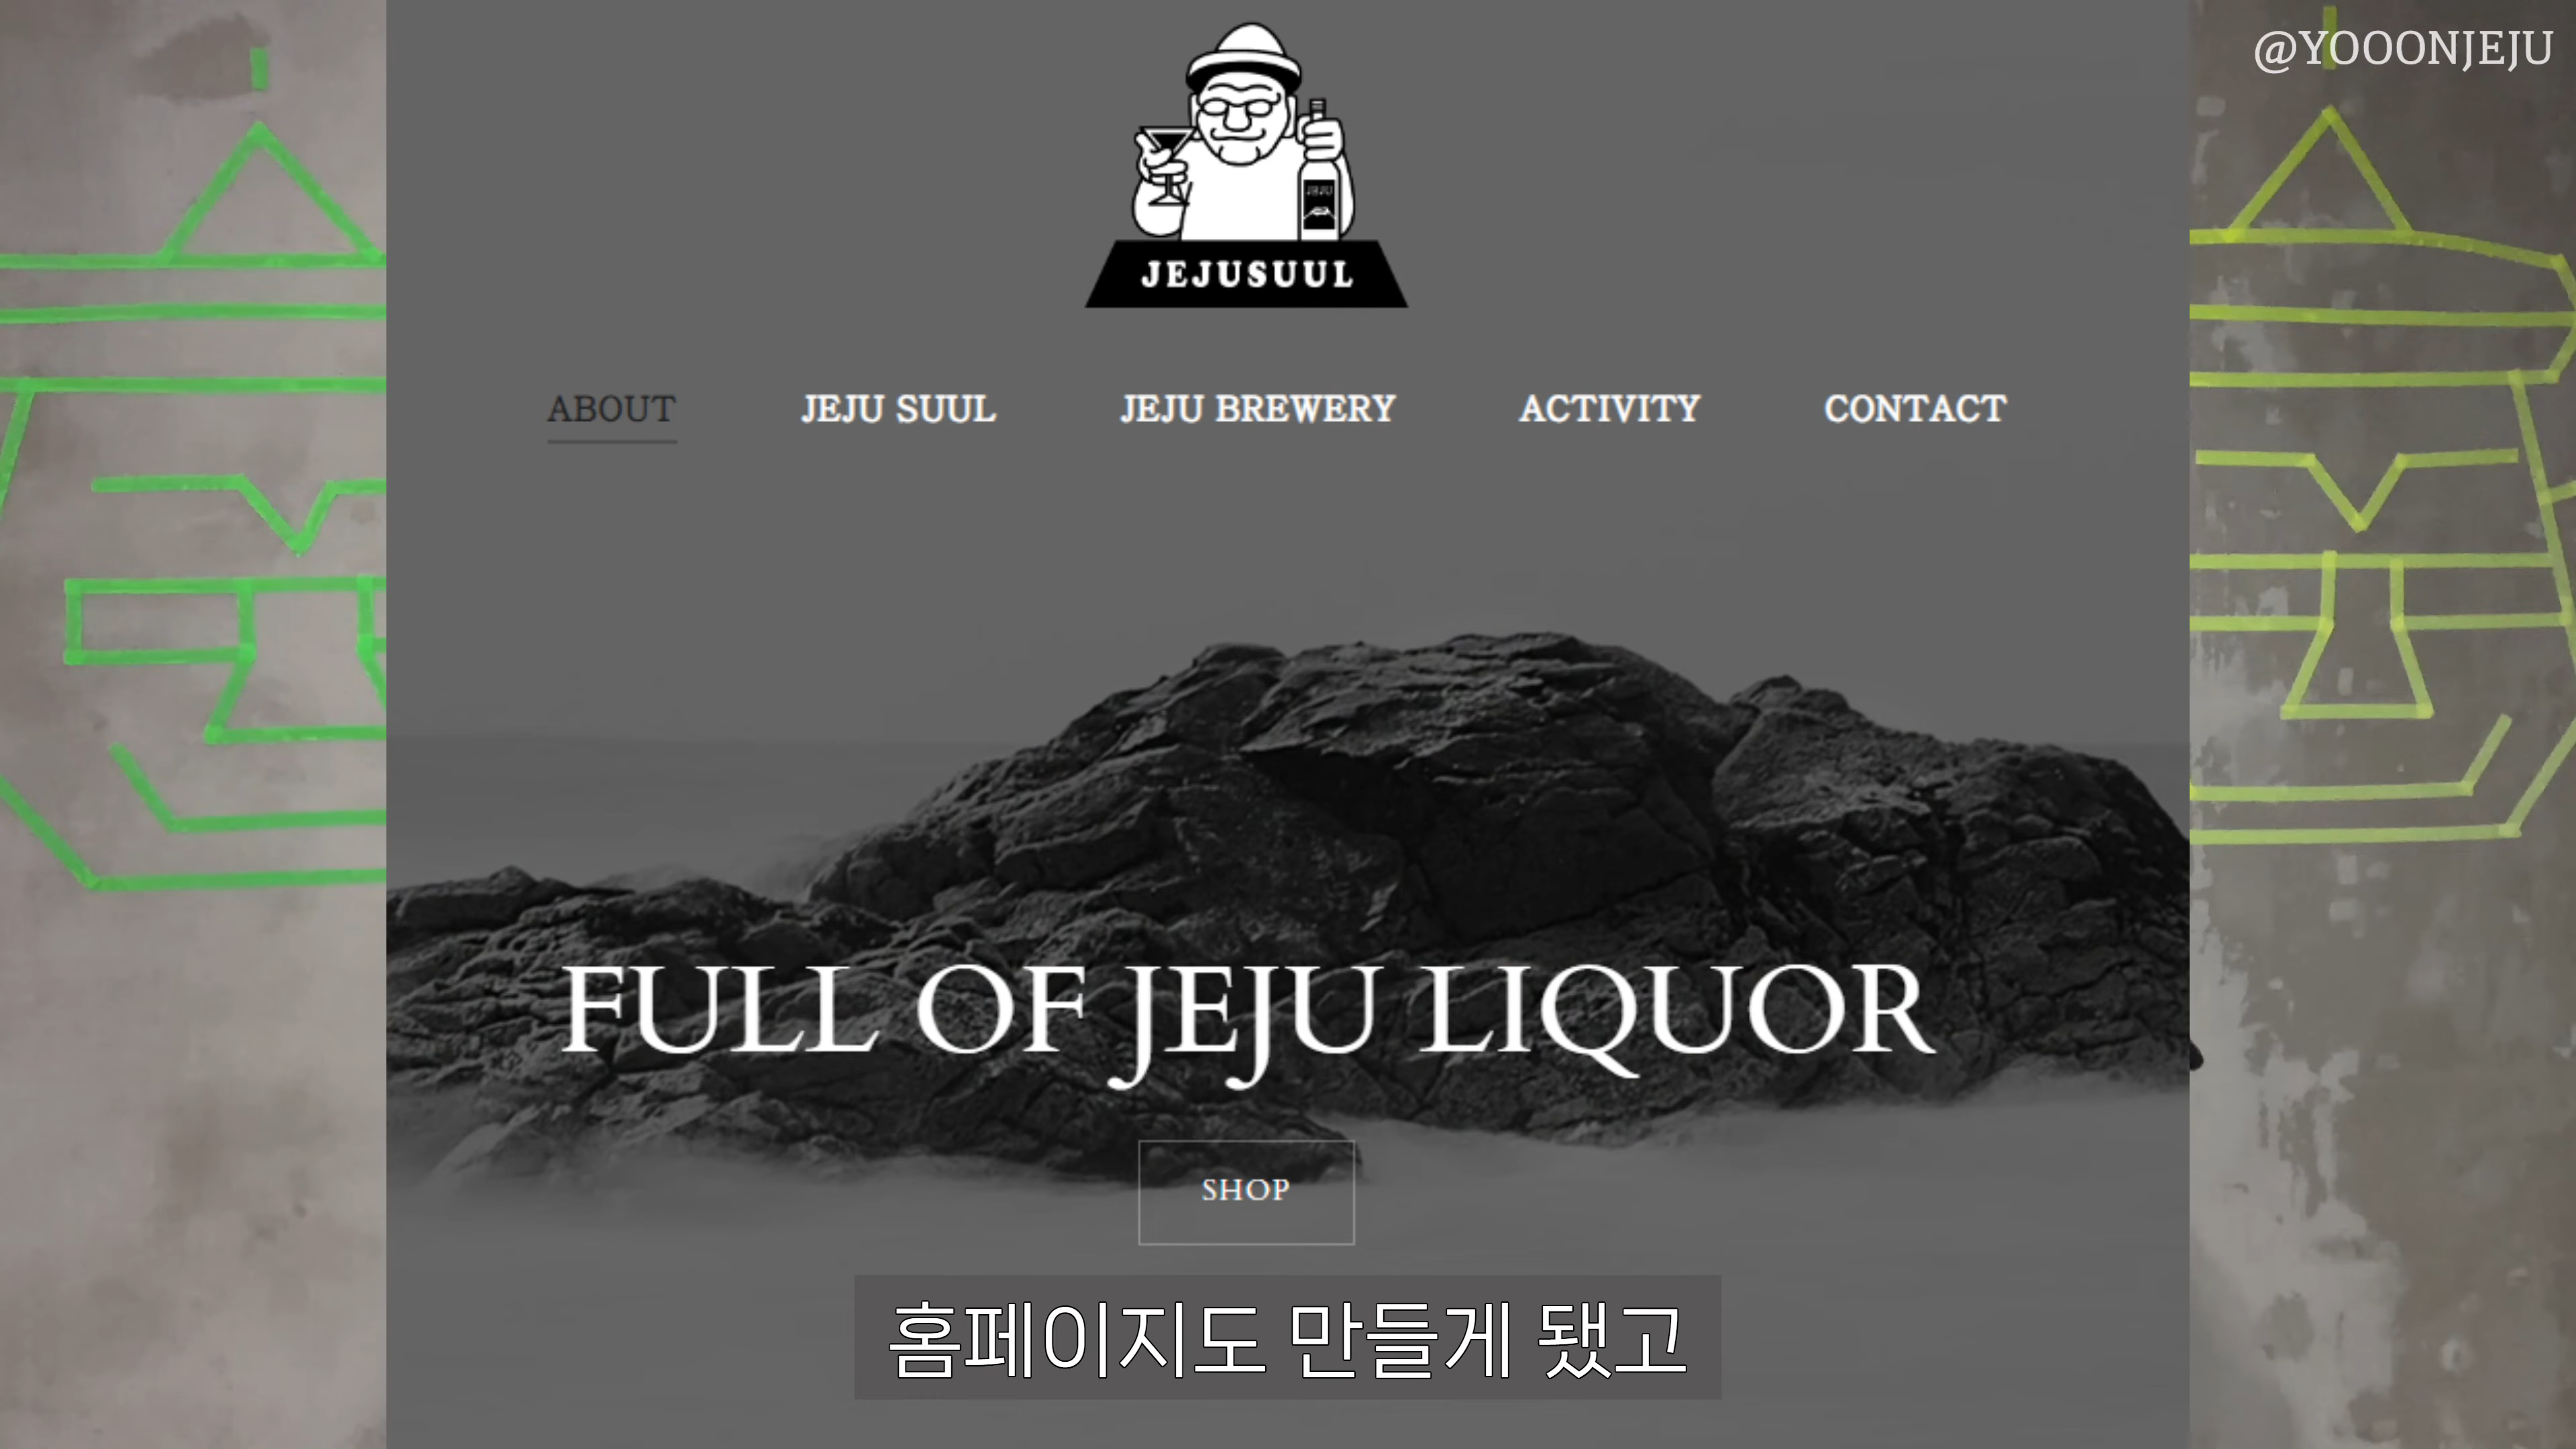 @YOOONJEJU
JEJU
JEJUSUUL
ABOUT JEJU SUUL JEJU BREWERY ACTIVITY CONTACT
FULL OF JEJU LIQUOR
SHOP
홈페이지도 만들게 됐고